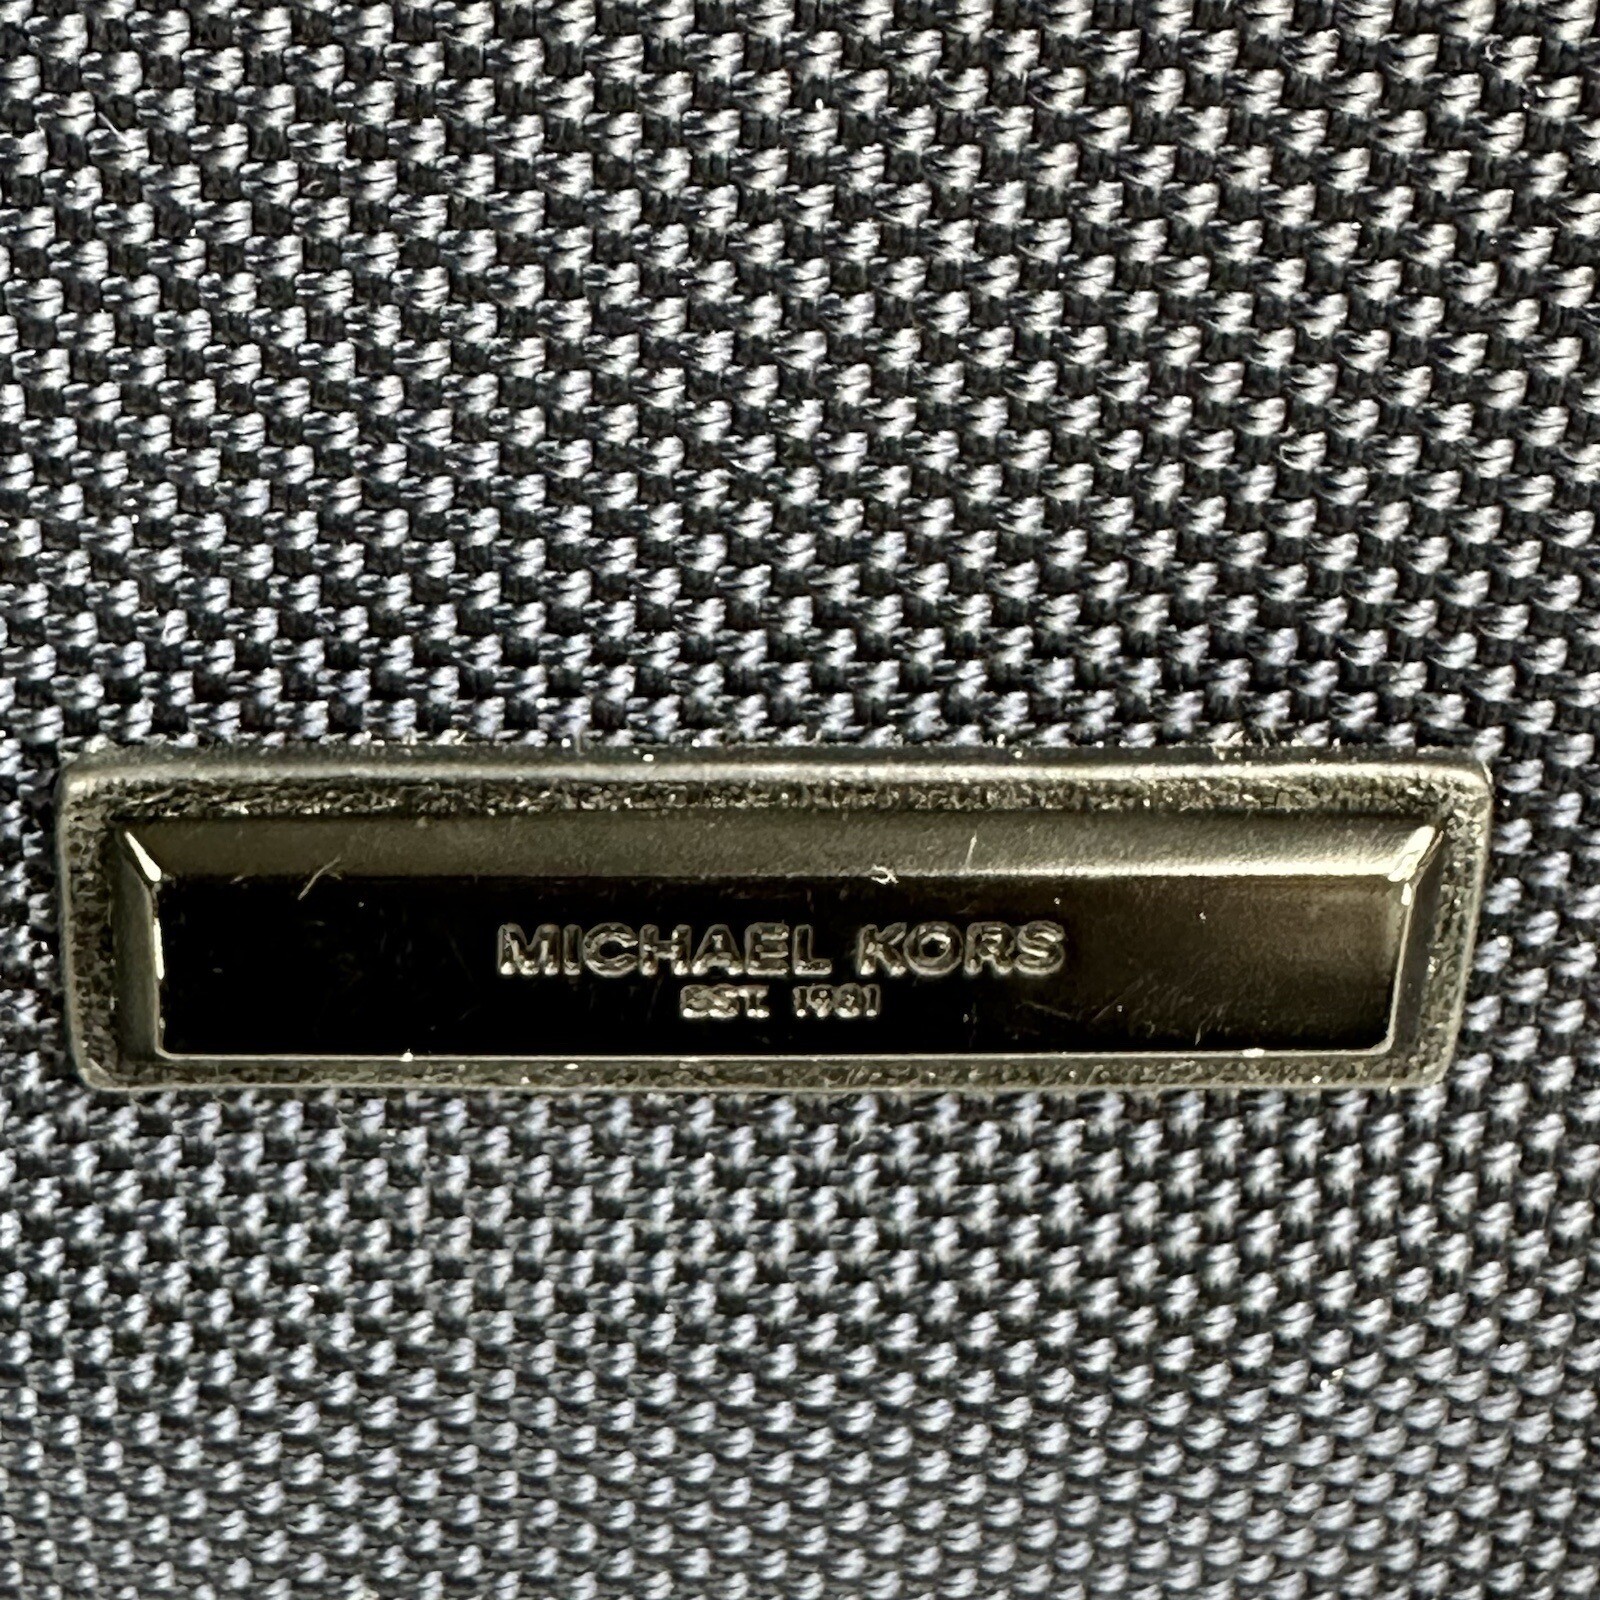 MICHAEL KORS
EST. 1981